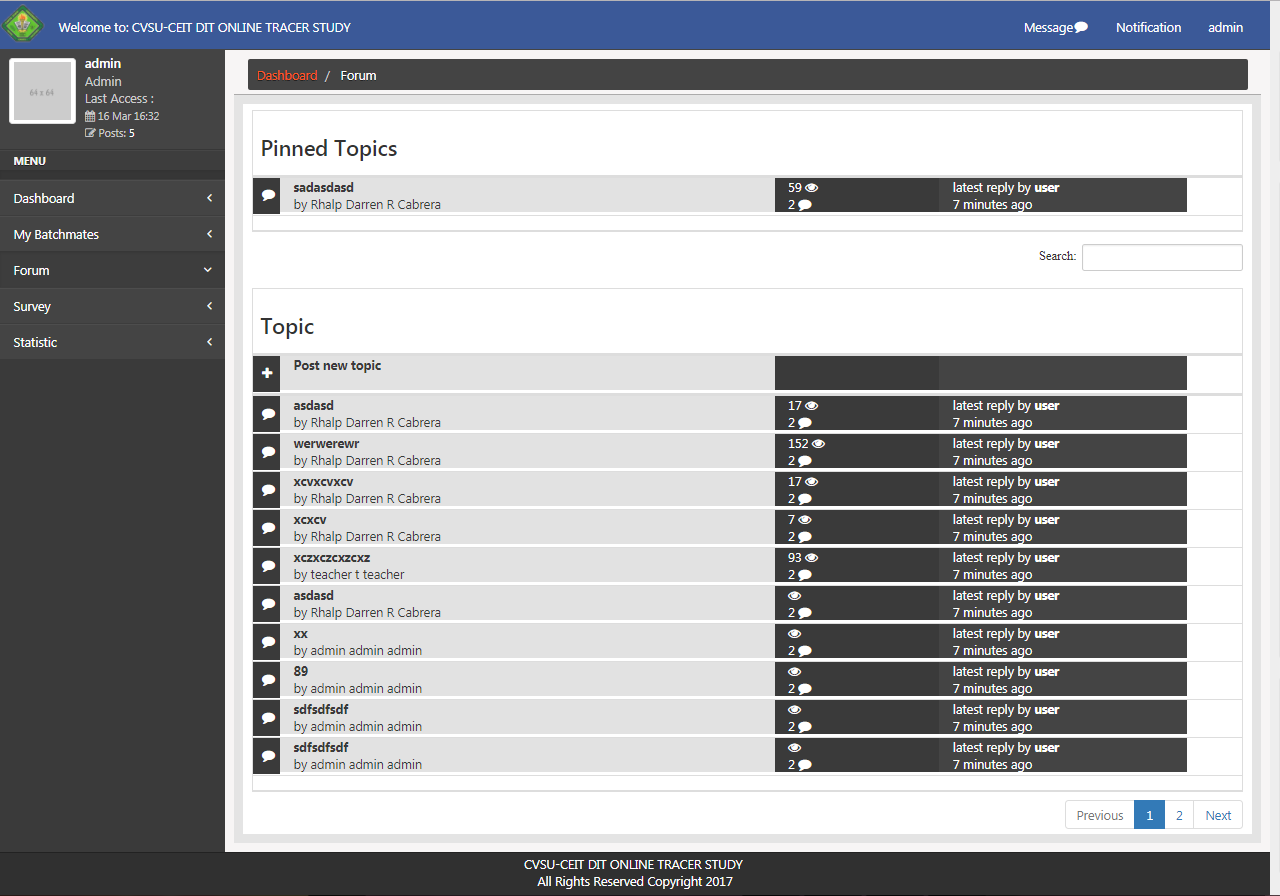 Welcome to: CVSU-CEIT DIT ONLINE TRACER STUDY
Message
Notification
admin
64 x 64
admin
Admin
Last Access :
16 Mar 16:32
Posts: 5
MENU
Dashboard
My Batchmates
Forum
Survey
Statistic
Dashboard / Forum
Pinned Topics
sadasdasd
by Rhalp Darren R Cabrera
59
2
latest reply by user
7 minutes ago
Search:
Topic
Post new topic
asdasd
by Rhalp Darren R Cabrera
17
2
latest reply by user
7 minutes ago
werwerewr
by Rhalp Darren R Cabrera
152
2
latest reply by user
7 minutes ago
xcvxcvxcv
by Rhalp Darren R Cabrera
17
2
latest reply by user
7 minutes ago
xcxcv
by Rhalp Darren R Cabrera
7
2
latest reply by user
7 minutes ago
xczxczcxzcxz
by teacher t teacher
93
2
latest reply by user
7 minutes ago
asdasd
by Rhalp Darren R Cabrera
2
latest reply by user
7 minutes ago
xx
by admin admin admin
2
latest reply by user
7 minutes ago
89
by admin admin admin
2
latest reply by user
7 minutes ago
sdfsdfsdf
by admin admin admin
2
latest reply by user
7 minutes ago
sdfsdfsdf
by admin admin admin
2
latest reply by user
7 minutes ago
Previous 1 2 Next
CVSU-CEIT DIT ONLINE TRACER STUDY
All Rights Reserved Copyright 2017